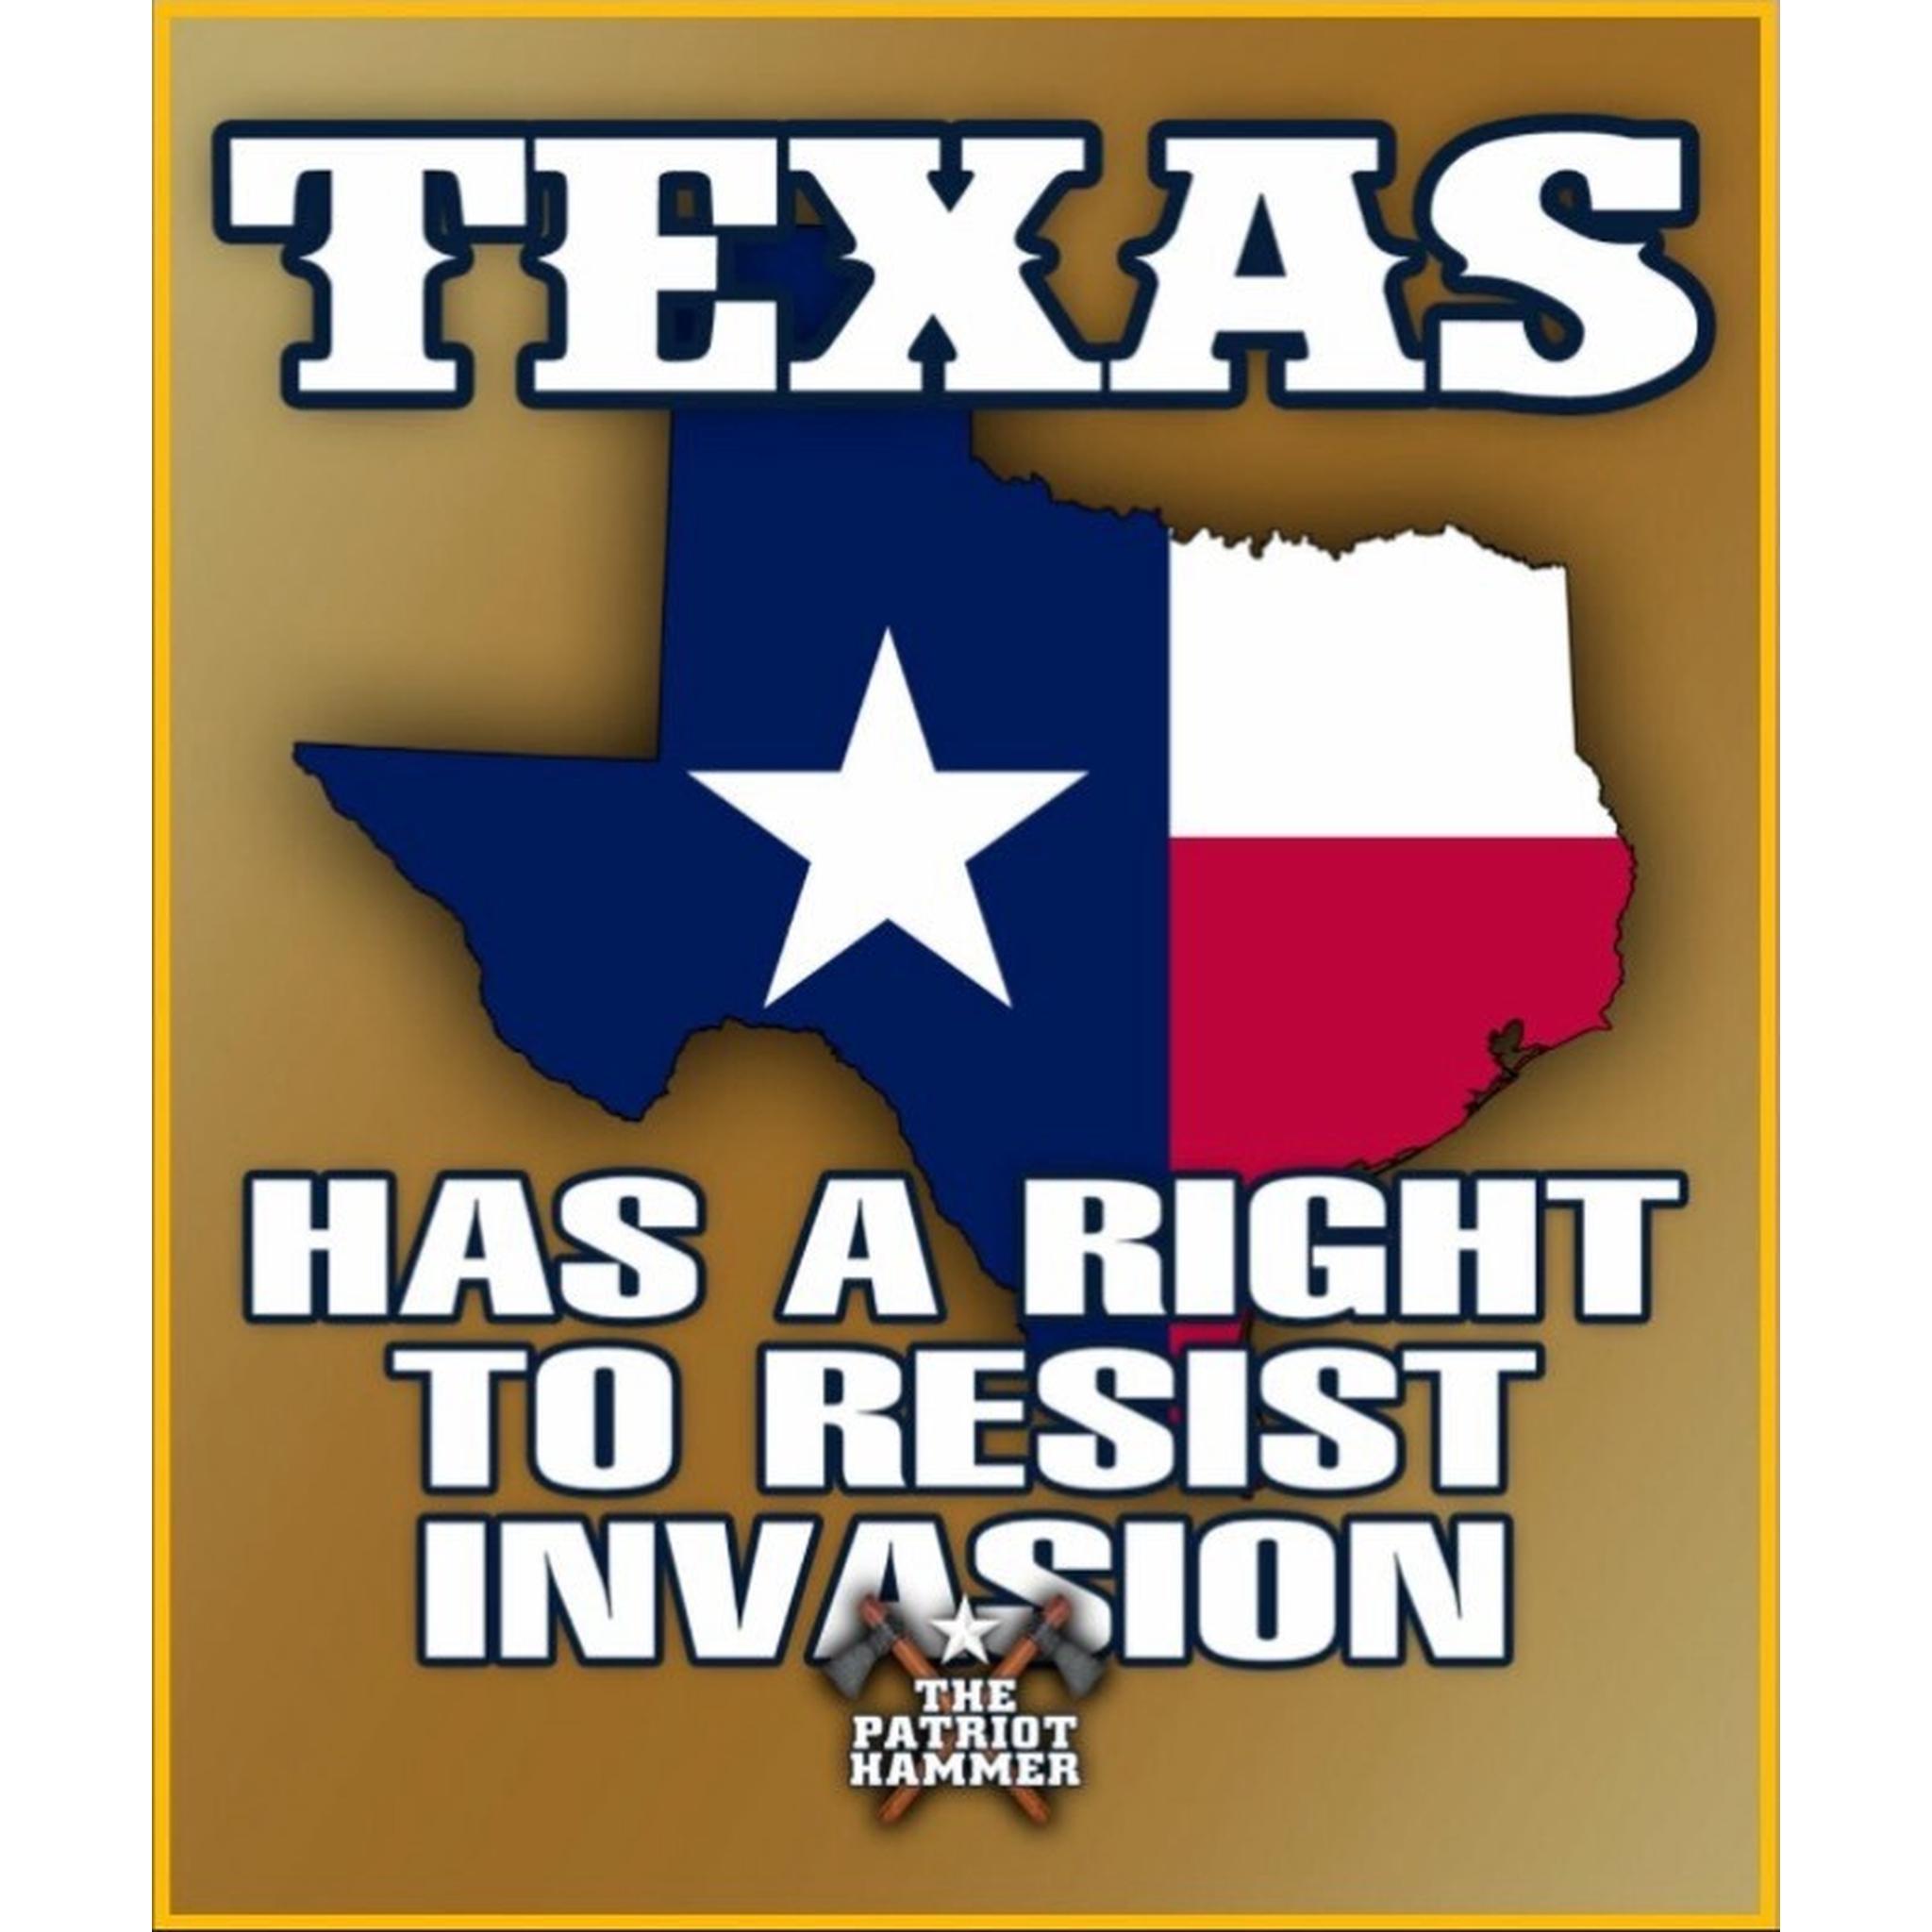 TEXAS
HAS A RIGHT
TO RESIST
INVASION
THE
PATRIOT
HAMMER